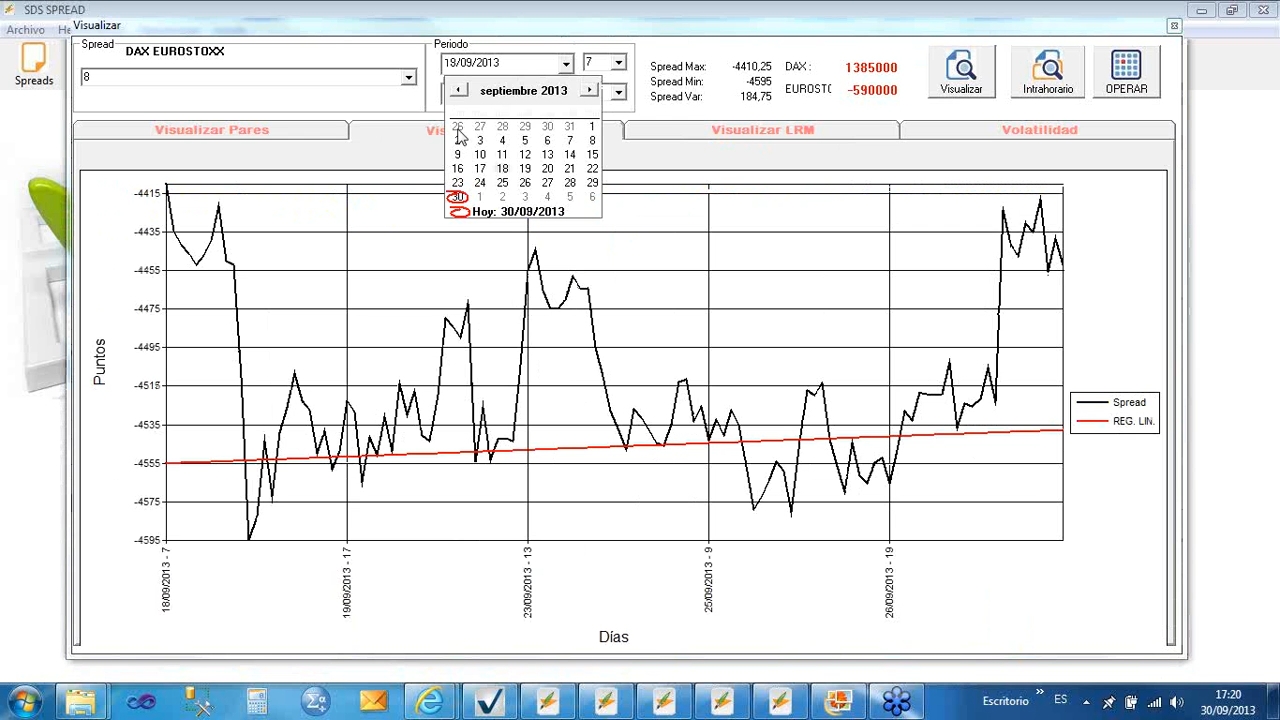 SDS SPREAD
Archivo He
Visualizar
Spreads
Spread
DAX EUROSTOXX
8
Periodo
19/09/2013
7
Spread Max: -4410,25
Spread Min: -4595
Spread Var: 184,75
DAX : 1385000
EUROSTC -590000
Visualizar
Intrahorario
OPERAR
septiembre 2013
26 27 28 29 30 31 1
2 3 4 5 6 7 8
9 10 11 12 13 14 15
16 17 18 19 20 21 22
23 24 25 26 27 28 29
30 1 2 3 4 5 6
Hoy: 30/09/2013
Visualizar Pares
Vis
Visualizar LRM
Volatilidad
Puntos
-4415
-4435
-4455
-4475
-4495
-4515
-4535
-4555
-4575
-4595
18/09/2013 - 7
19/09/2013 - 17
23/09/2013 - 13
25/09/2013 - 9
26/09/2013 - 19
Días
Spread
REG. LIN.
Escritorio
ES
17:20
30/09/2013